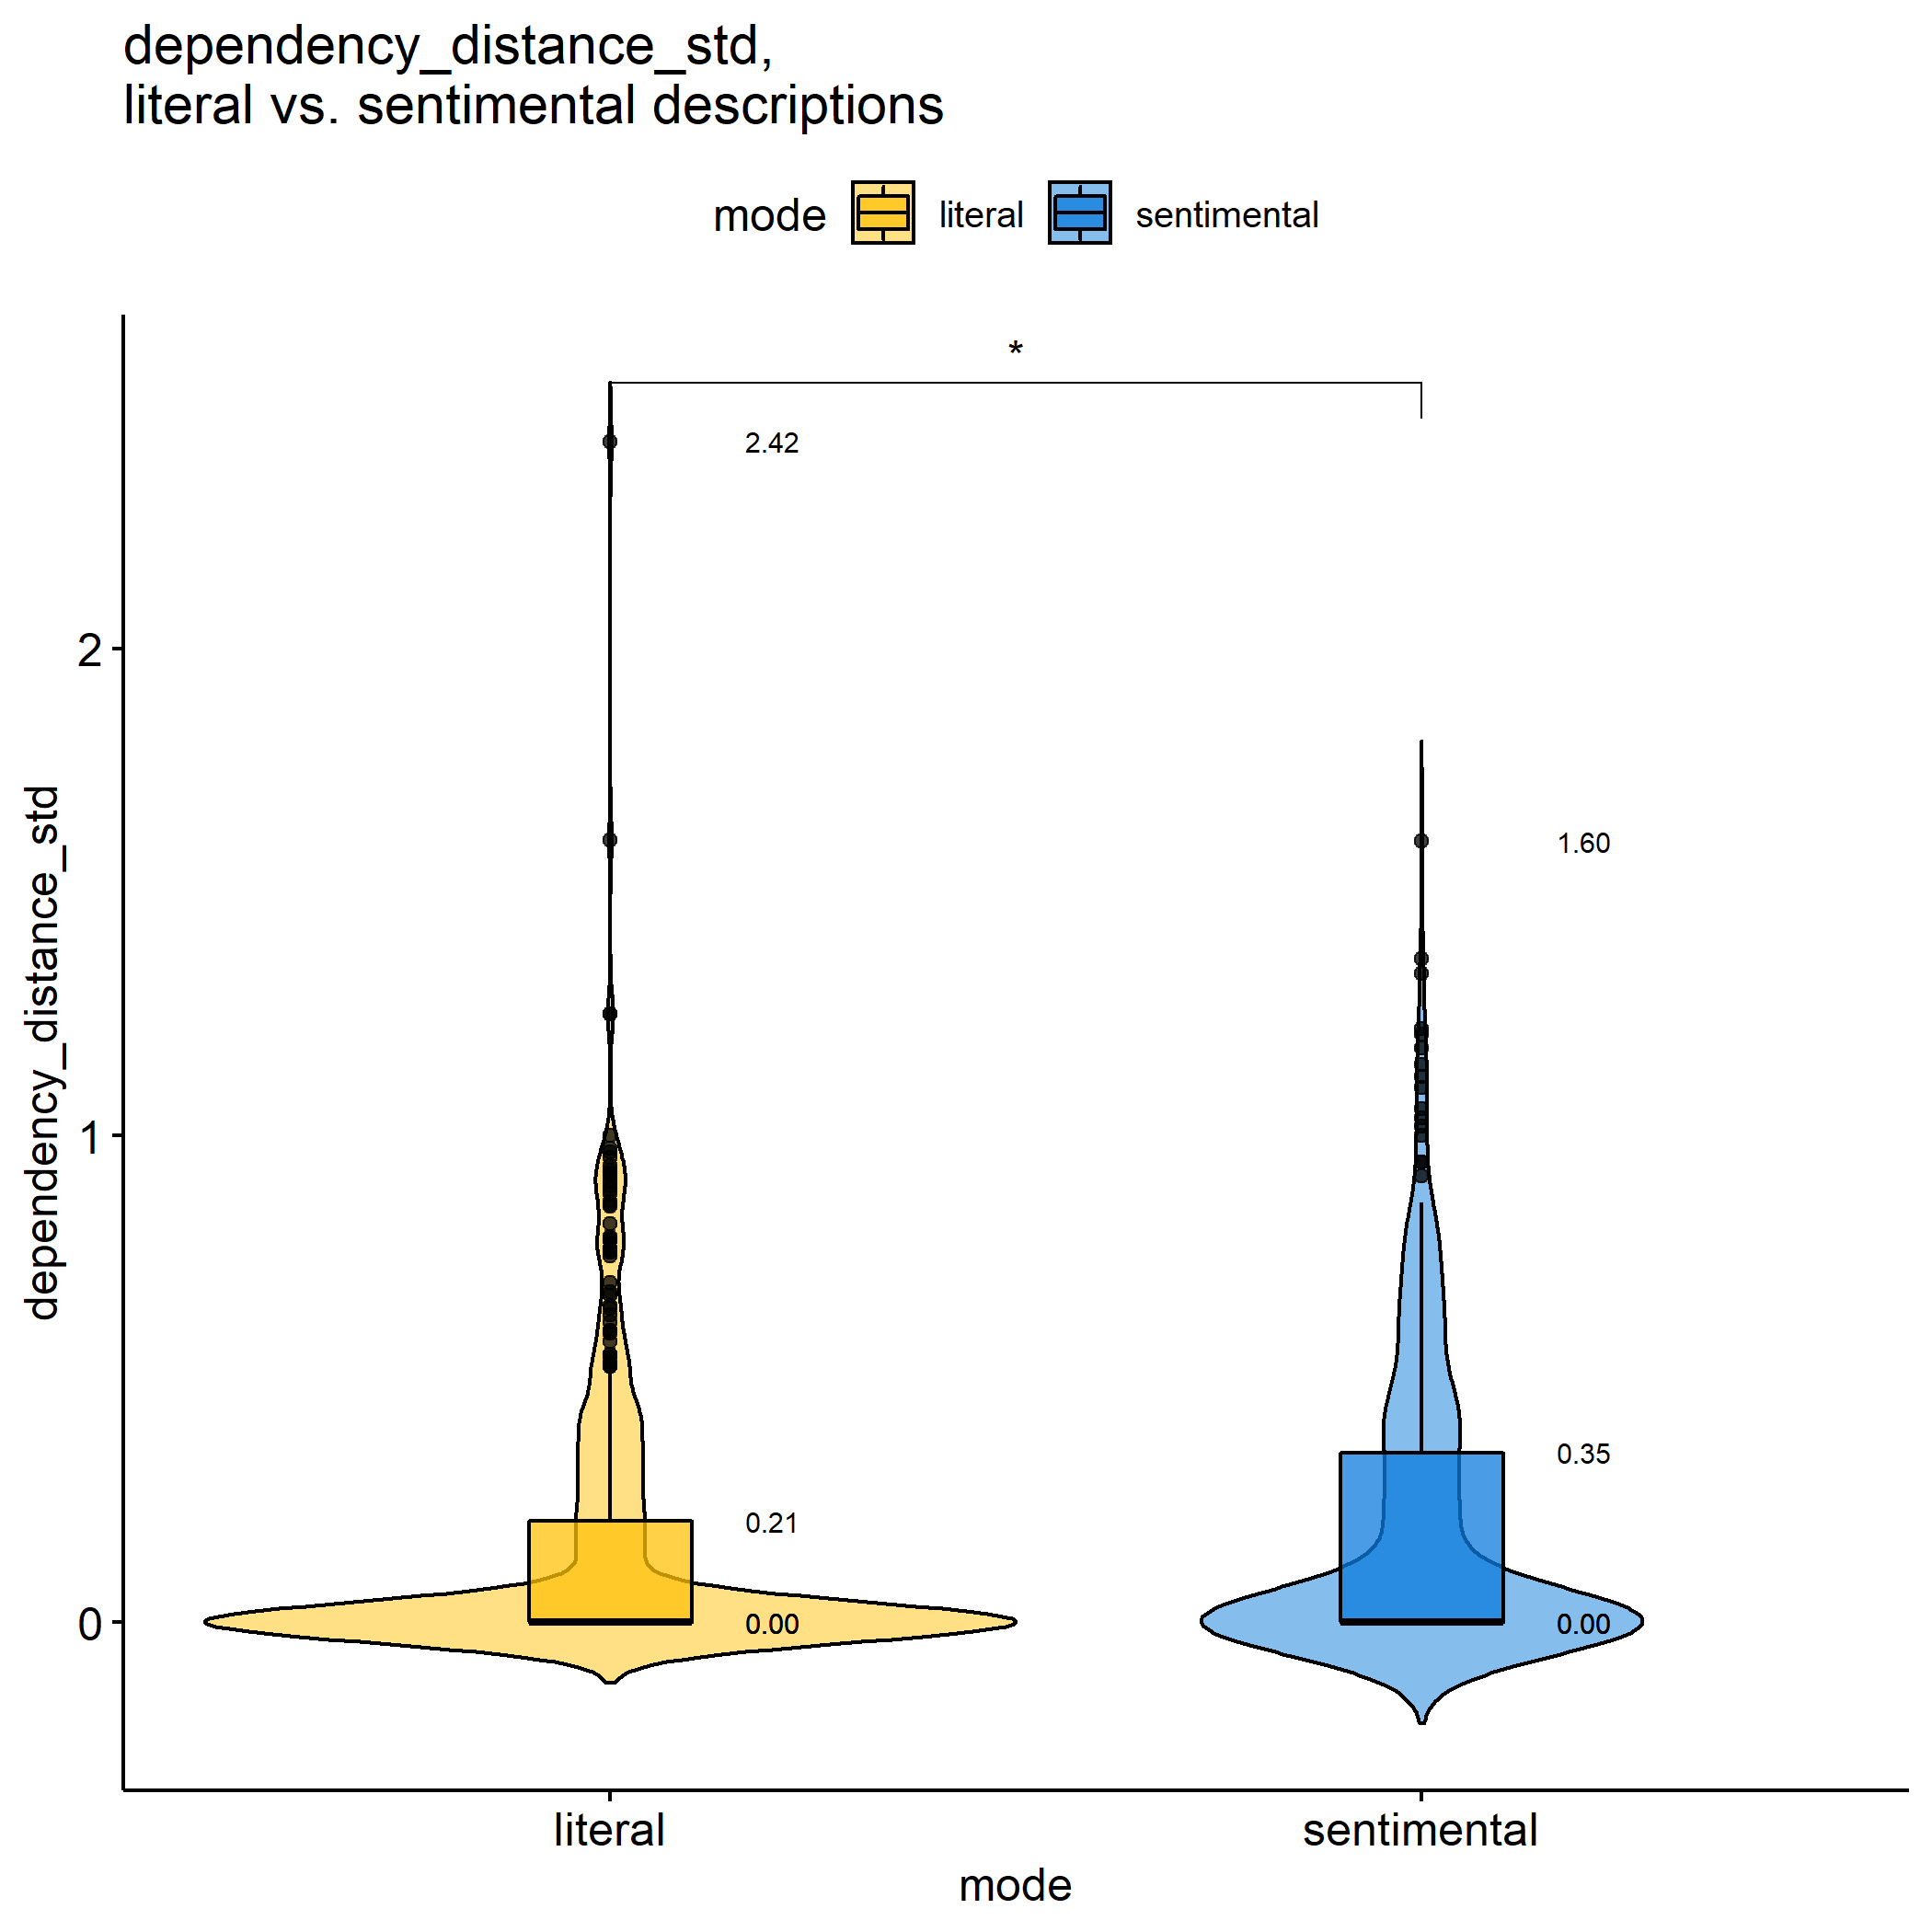 dependency_distance_std,
literal vs. sentimental descriptions
mode literal sentimental
*
2.42
2
1.60
1
0.35
0.21
0
0.00
0.00
dependency_distance_std
literal sentimental
mode